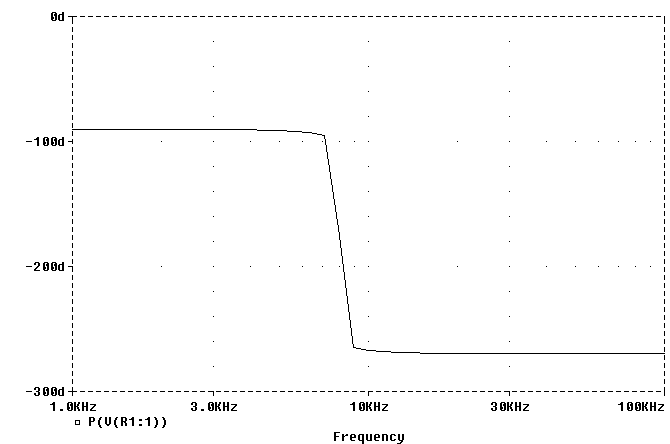 0d
-100d
-200d
-300d
1.0KHz 3.0KHz 10KHz 30KHz 100KHz
P(V(R1:1))
Frequency